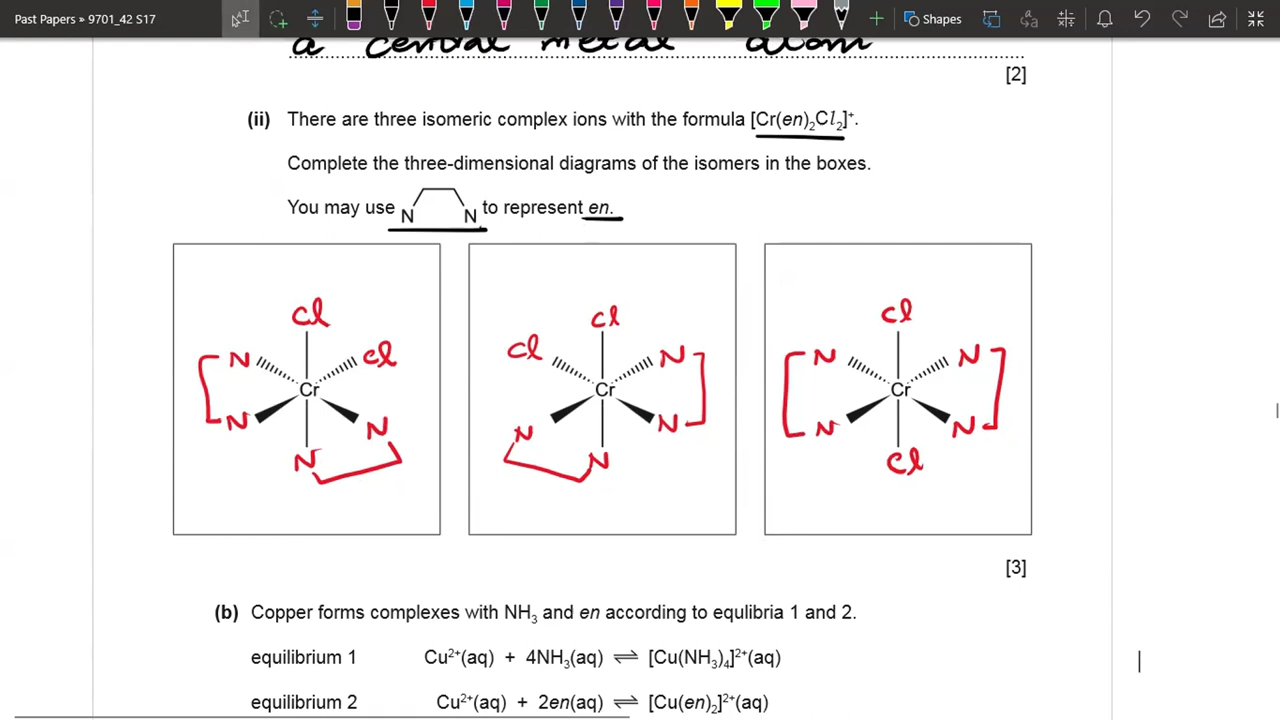 Past Papers » 9701_42 S17
Shapes
a central metal atom
[2]
(ii) There are three isomeric complex ions with the formula [Cr(en)₂Cl₂]⁺.
Complete the three-dimensional diagrams of the isomers in the boxes.
You may use N N to represent en.
Cl
N Cl
Cr
N N
N
Cl
Cl N
Cr
N N
N
Cl
N N
Cr
N N
Cl
[3]
(b) Copper forms complexes with NH₃ and en according to equlibria 1 and 2.
equilibrium 1 Cu²⁺(aq) + 4NH₃(aq) ⇌ [Cu(NH₃)₄]²⁺(aq)
equilibrium 2 Cu²⁺(aq) + 2en(aq) ⇌ [Cu(en)₂]²⁺(aq)